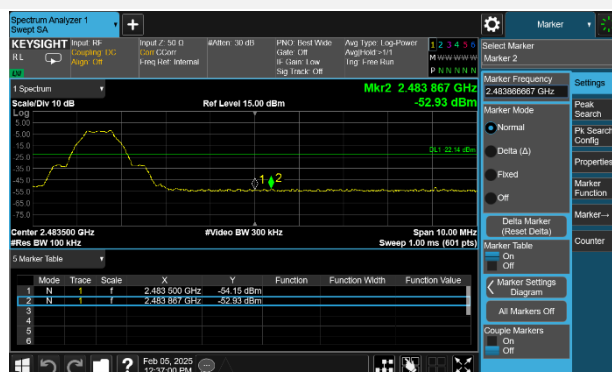 Spectrum Analyzer 1
Swept SA
Marker
KEYSIGHT
Input: RF
Input Z: 50 Ω
#Atten: 30 dB
PNO: Best Wide
Avg Type: Log-Power
1 2 3 4 5 6
RL
Coupling: DC
Corr CCorr
Gate: Off
Avg|Hold:>1/1
M W W W W W
Align: Off
Freq Ref: Internal
IF Gain: Low
Trig: Free Run
Sig Track: Off
P N N N N N
Select Marker
Marker 2
1 Spectrum
Mkr2 2.483 867 GHz
Scale/Div 10 dB
Ref Level 15.00 dBm
-52.93 dBm
Log
5.00
-5.00
-15.0
DL1 -22.14 dBm
-25.0
-35.0
-45.0
1
2
-55.0
-65.0
-75.0
Center 2.483500 GHz
#Video BW 300 kHz
Span 10.00 MHz
#Res BW 100 kHz
Sweep 1.00 ms (601 pts)
5 Marker Table
Mode Trace Scale X Y Function Function Width Function Value
1 N 1 f 2.483 500 GHz -54.15 dBm
2 N 1 f 2.483 867 GHz -52.93 dBm
3
4
5
6
Marker Frequency
2.483866667 GHz
Marker Mode
Normal
Delta (Δ)
Fixed
Off
Delta Marker
(Reset Delta)
Marker Table
On
Off
Marker Settings
Diagram
All Markers Off
Couple Markers
On
Off
Settings
Peak
Search
Pk Search
Config
Properties
Marker
Function
Marker→
Counter
?
Feb 05, 2025
12:37:00 PM